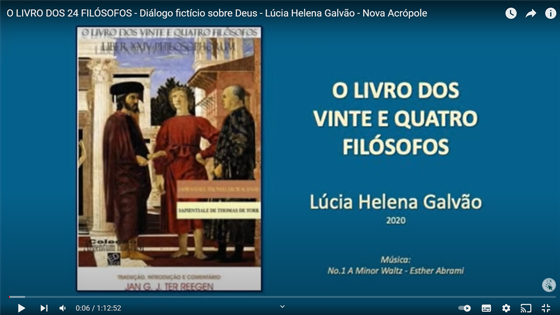 O LIVRO DOS 24 FILÓSOFOS - Diálogo fictício sobre Deus - Lúcia Helena Galvão - Nova Acrópole
O LIVRO DOS VINTE E QUATRO FILÓSOFOS
LIBER XXIV PHILOSOPHORUM
SAPIENTIALE DE THOMAS DE YORK
Coleção
TRADUÇÃO, INTRODUÇÃO E COMENTÁRIO
JAN G. J. TER REEGEN
O LIVRO DOS
VINTE E QUATRO
FILÓSOFOS
Lúcia Helena Galvão
2020
Música:
No.1 A Minor Waltz - Esther Abrami
0:06 / 1:12:52